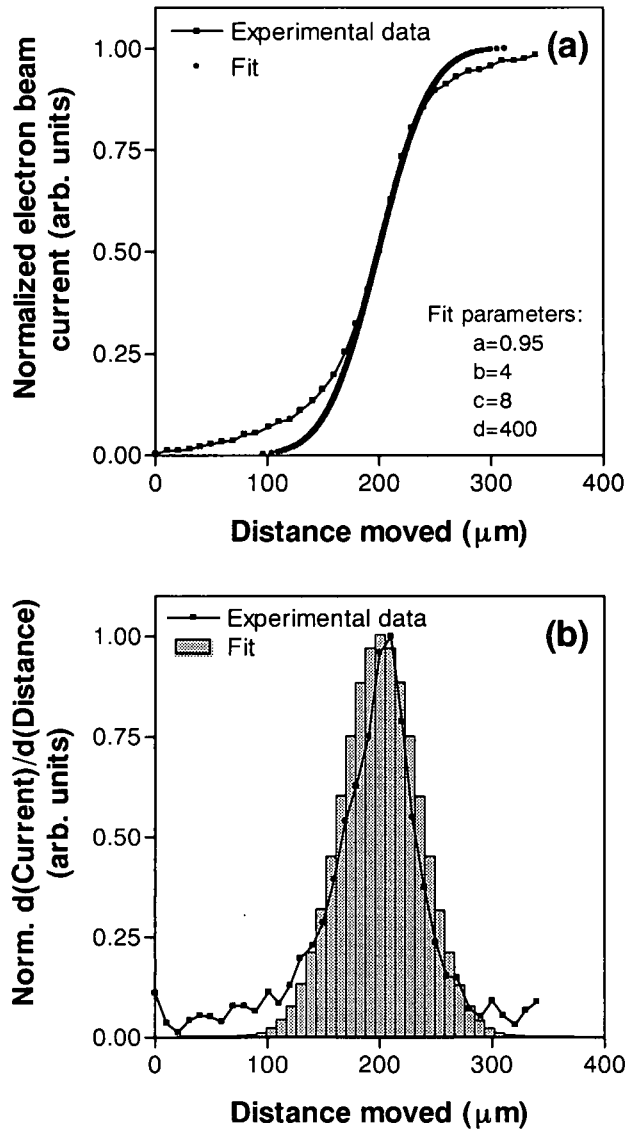 Experimental data
Fit
(a)
1.00
0.75
0.50
0.25
0.00
Normalized electron beam
current (arb. units)
Fit parameters:
a=0.95
b=4
c=8
d=400
0
100
200
300
400
Distance moved (μm)
Experimental data
Fit
(b)
1.00
0.75
0.50
0.25
0.00
Norm. d(Current)/d(Distance)
(arb. units)
0
100
200
300
400
Distance moved (μm)